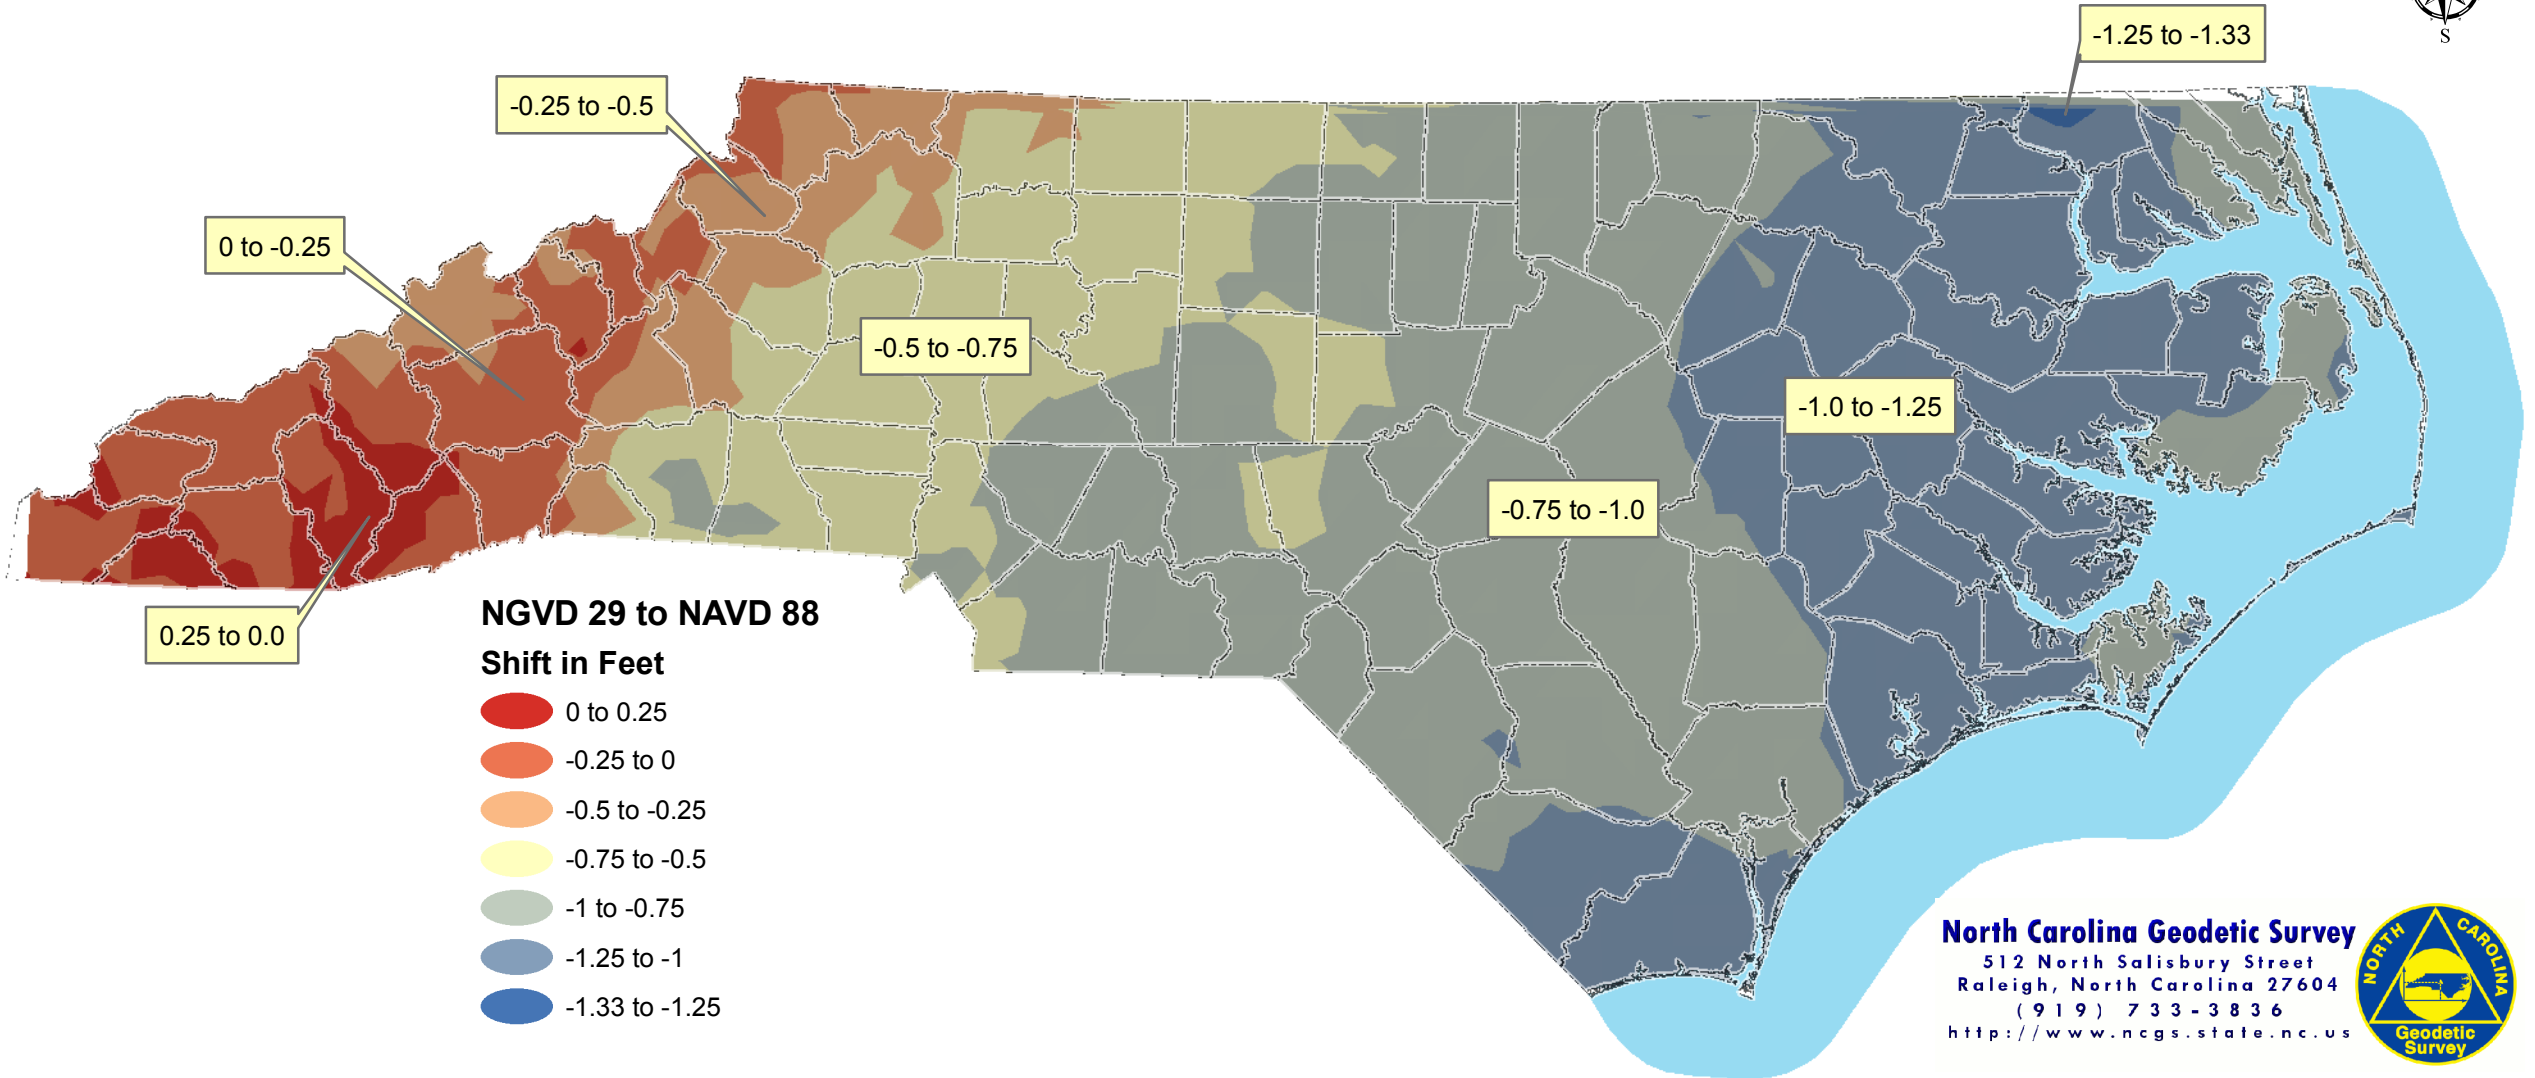 -1.25 to -1.33
S
-0.25 to -0.5
0 to -0.25
-0.5 to -0.75
-1.0 to -1.25
-0.75 to -1.0
0.25 to 0.0
NGVD 29 to NAVD 88
Shift in Feet
0 to 0.25
-0.25 to 0
-0.5 to -0.25
-0.75 to -0.5
-1 to -0.75
-1.25 to -1
-1.33 to -1.25
North Carolina Geodetic Survey
512 North Salisbury Street
Raleigh, North Carolina 27604
(919) 733-3836
http://www.ncgs.state.nc.us
NORTH CAROLINA
Geodetic
Survey